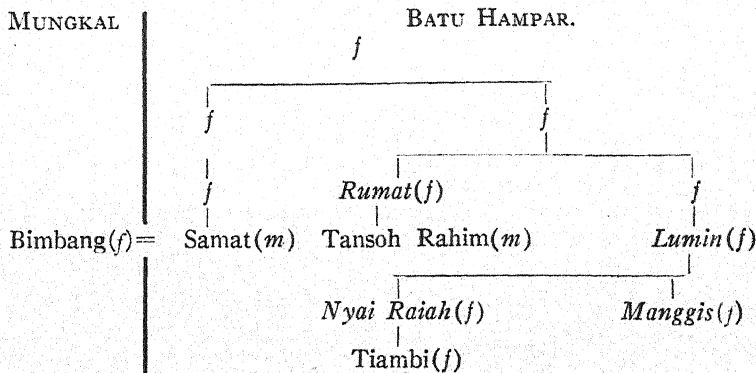 MUNGKAL BATU HAMPAR.
f
f f
f Rumat(f) f
Bimbang(f)= Samat(m) Tansoh Rahim(m) Lumin(f)
Nyai Raiah(f) Manggis(f)
Tiambi(f)